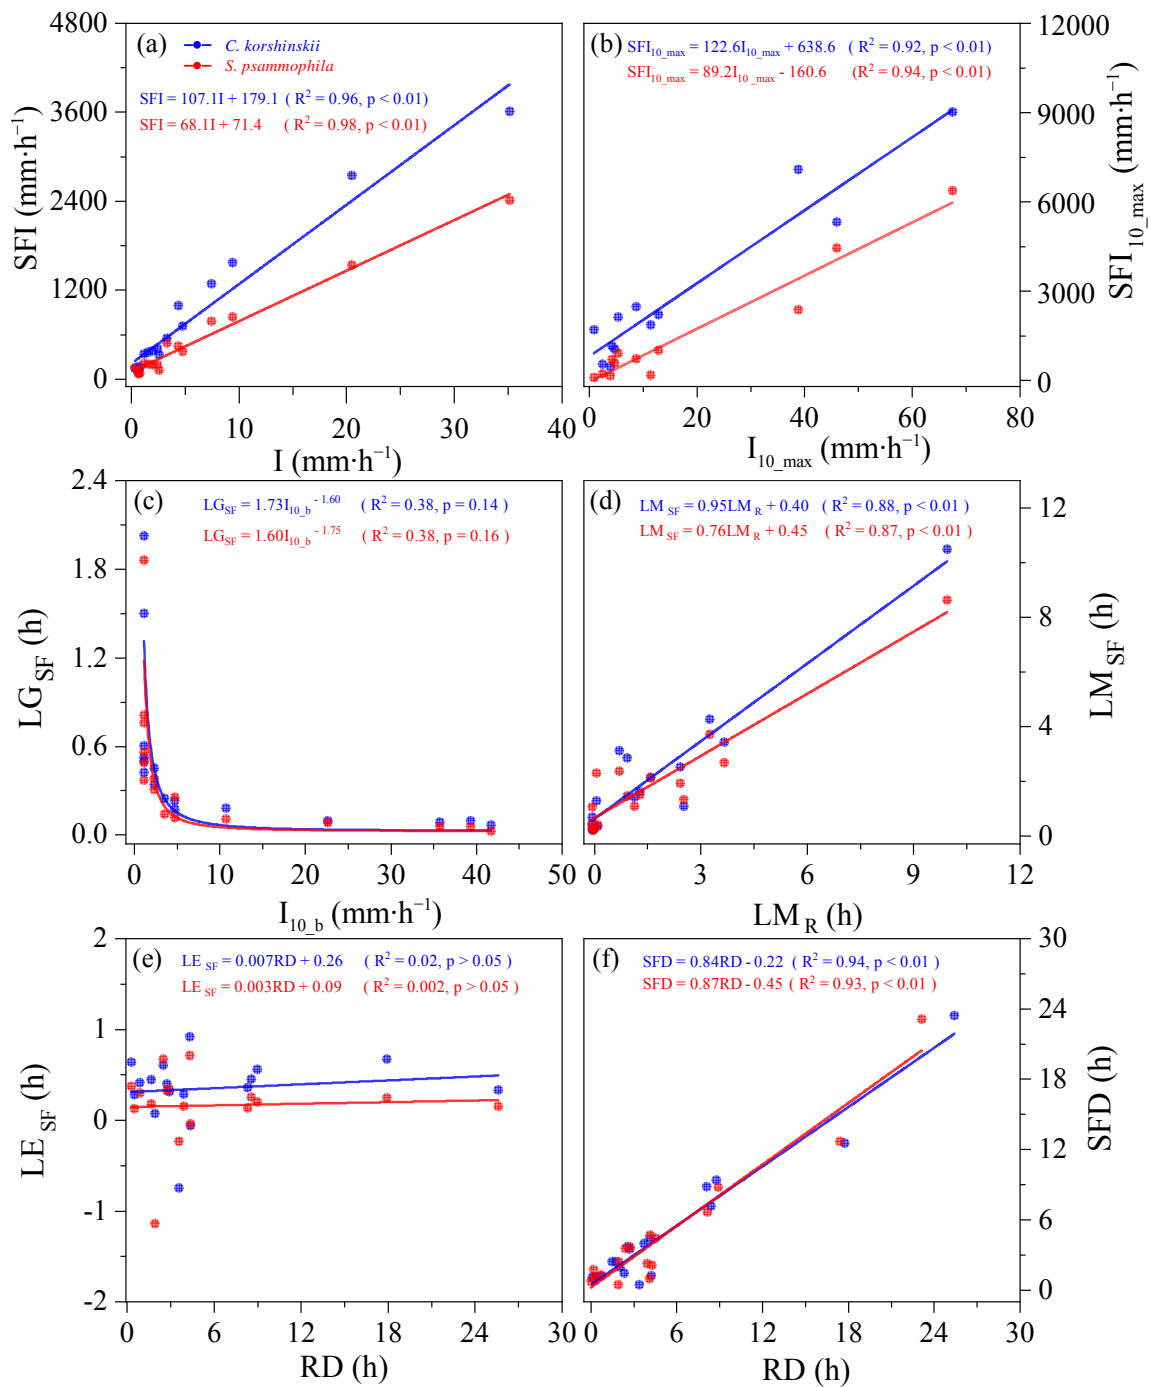 (a)
C. korshinskii
S. psammophila
SFI = 107.1I + 179.1 ( R² = 0.96, p < 0.01)
SFI = 68.1I + 71.4 ( R² = 0.98, p < 0.01)
4800
3600
2400
1200
0
SFI (mm·h⁻¹)
0 10 20 30 40
I (mm·h⁻¹)
(b)
SFI10_max = 122.6I10_max + 638.6 ( R² = 0.92, p < 0.01)
SFI10_max = 89.2I10_max - 160.6 (R² = 0.94, p < 0.01)
12000
9000
6000
3000
0
SFI10_max (mm·h⁻¹)
0 20 40 60 80
I10_max (mm·h⁻¹)
(c)
LGSF = 1.73I10_b - 1.60 ( R² = 0.38, p = 0.14 )
LGSF = 1.60I10_b - 1.75 ( R² = 0.38, p = 0.16 )
2.4
1.8
1.2
0.6
0.0
LGSF (h)
0 10 20 30 40 50
I10_b (mm·h⁻¹)
(d)
LM SF = 0.95LM R + 0.40 ( R² = 0.88, p < 0.01 )
LM SF = 0.76LM R + 0.45 ( R² = 0.87, p < 0.01 )
12
8
4
0
LMSF (h)
0 3 6 9 12
LMR (h)
(e)
LE SF = 0.007RD + 0.26 ( R² = 0.02, p > 0.05 )
LE SF = 0.003RD + 0.09 ( R² = 0.002, p > 0.05 )
2
1
0
-1
-2
LESF (h)
0 6 12 18 24 30
RD (h)
(f)
SFD = 0.84RD - 0.22 ( R² = 0.94, p < 0.01 )
SFD = 0.87RD - 0.45 ( R² = 0.93, p < 0.01 )
30
24
18
12
6
0
SFD (h)
0 6 12 18 24 30
RD (h)